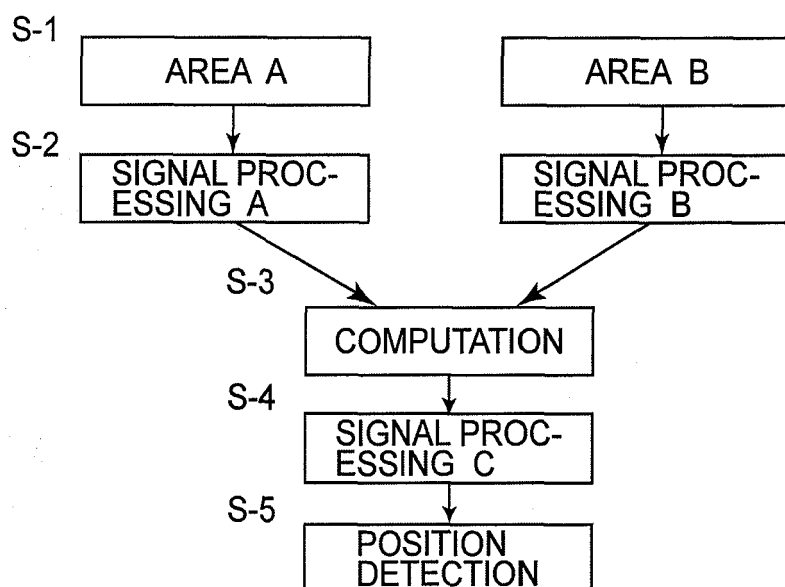 S-1
AREA A
AREA B
S-2
SIGNAL PROC-
ESSING A
SIGNAL PROC-
ESSING B
S-3
COMPUTATION
S-4
SIGNAL PROC-
ESSING C
S-5
POSITION
DETECTION